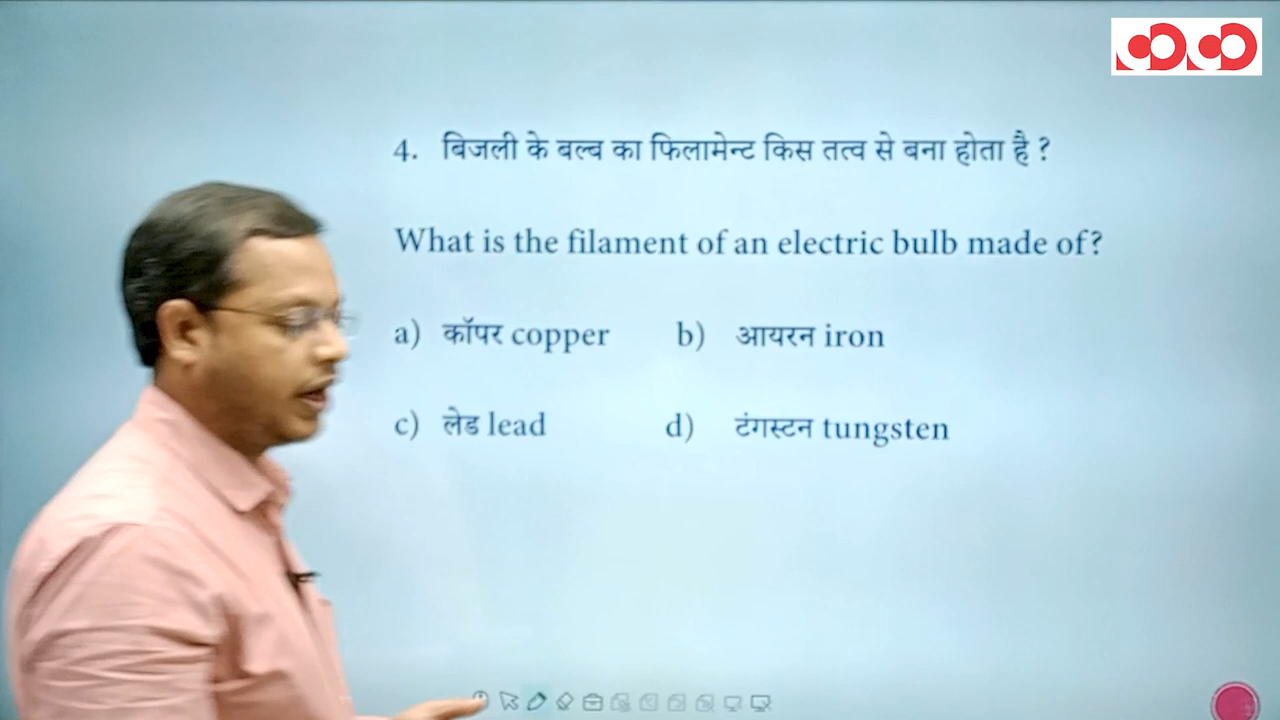 4. बिजली के बल्ब का फिलामेन्ट किस तत्व से बना होता है ?
What is the filament of an electric bulb made of?
a) कॉपर copper b) आयरन iron
c) लेड lead d) टंगस्टन tungsten